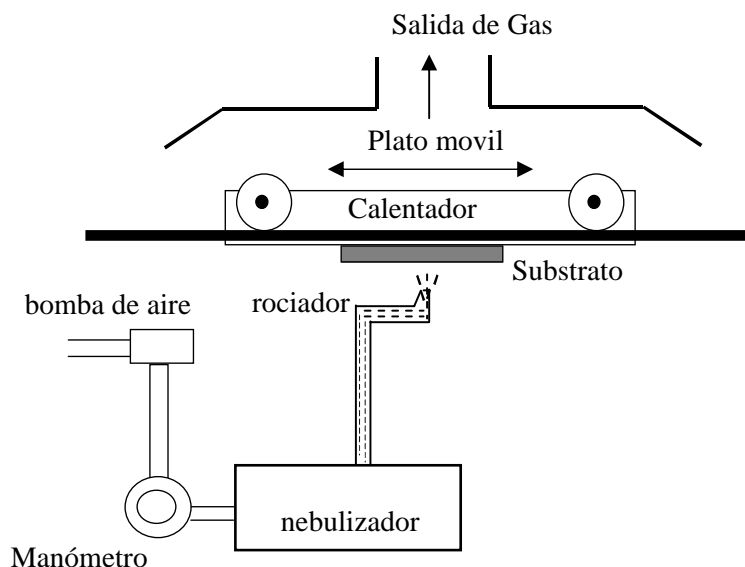 Salida de Gas
Plato movil
Calentador
Substrato
rociador
bomba de aire
nebulizador
Manómetro